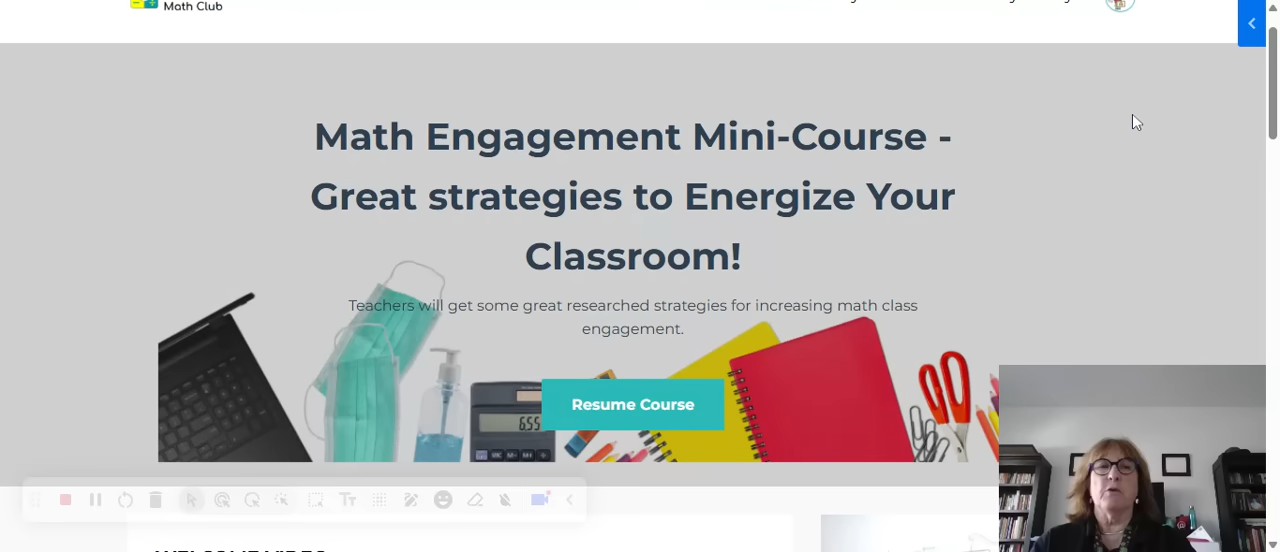 Math Club
Math Engagement Mini-Course -
Great strategies to Energize Your
Classroom!
Teachers will get some great researched strategies for increasing math class
engagement.
655
Resume Course